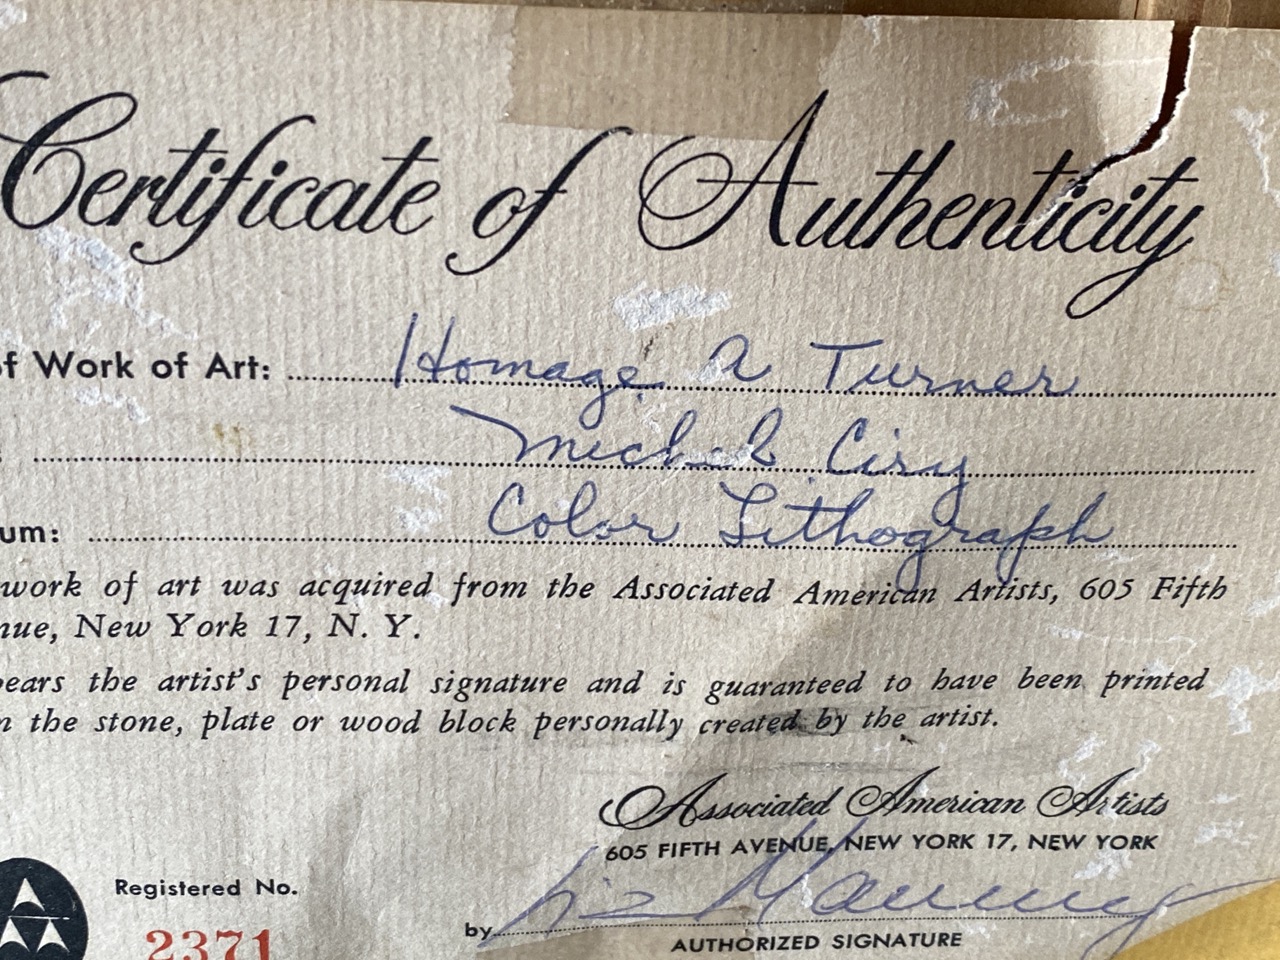 Certificate of Authenticity
of Work of Art: Homage a Turner
Michel Ciry
um: Color Lithograph
work of art was acquired from the Associated American Artists, 605 Fifth
nue, New York 17, N. Y.
ears the artist's personal signature and is guaranteed to have been printed
n the stone, plate or wood block personally created by the artist.
Associated American Artists
605 FIFTH AVENUE, NEW YORK 17, NEW YORK
Registered No.
2371
by Liz
AUTHORIZED SIGNATURE